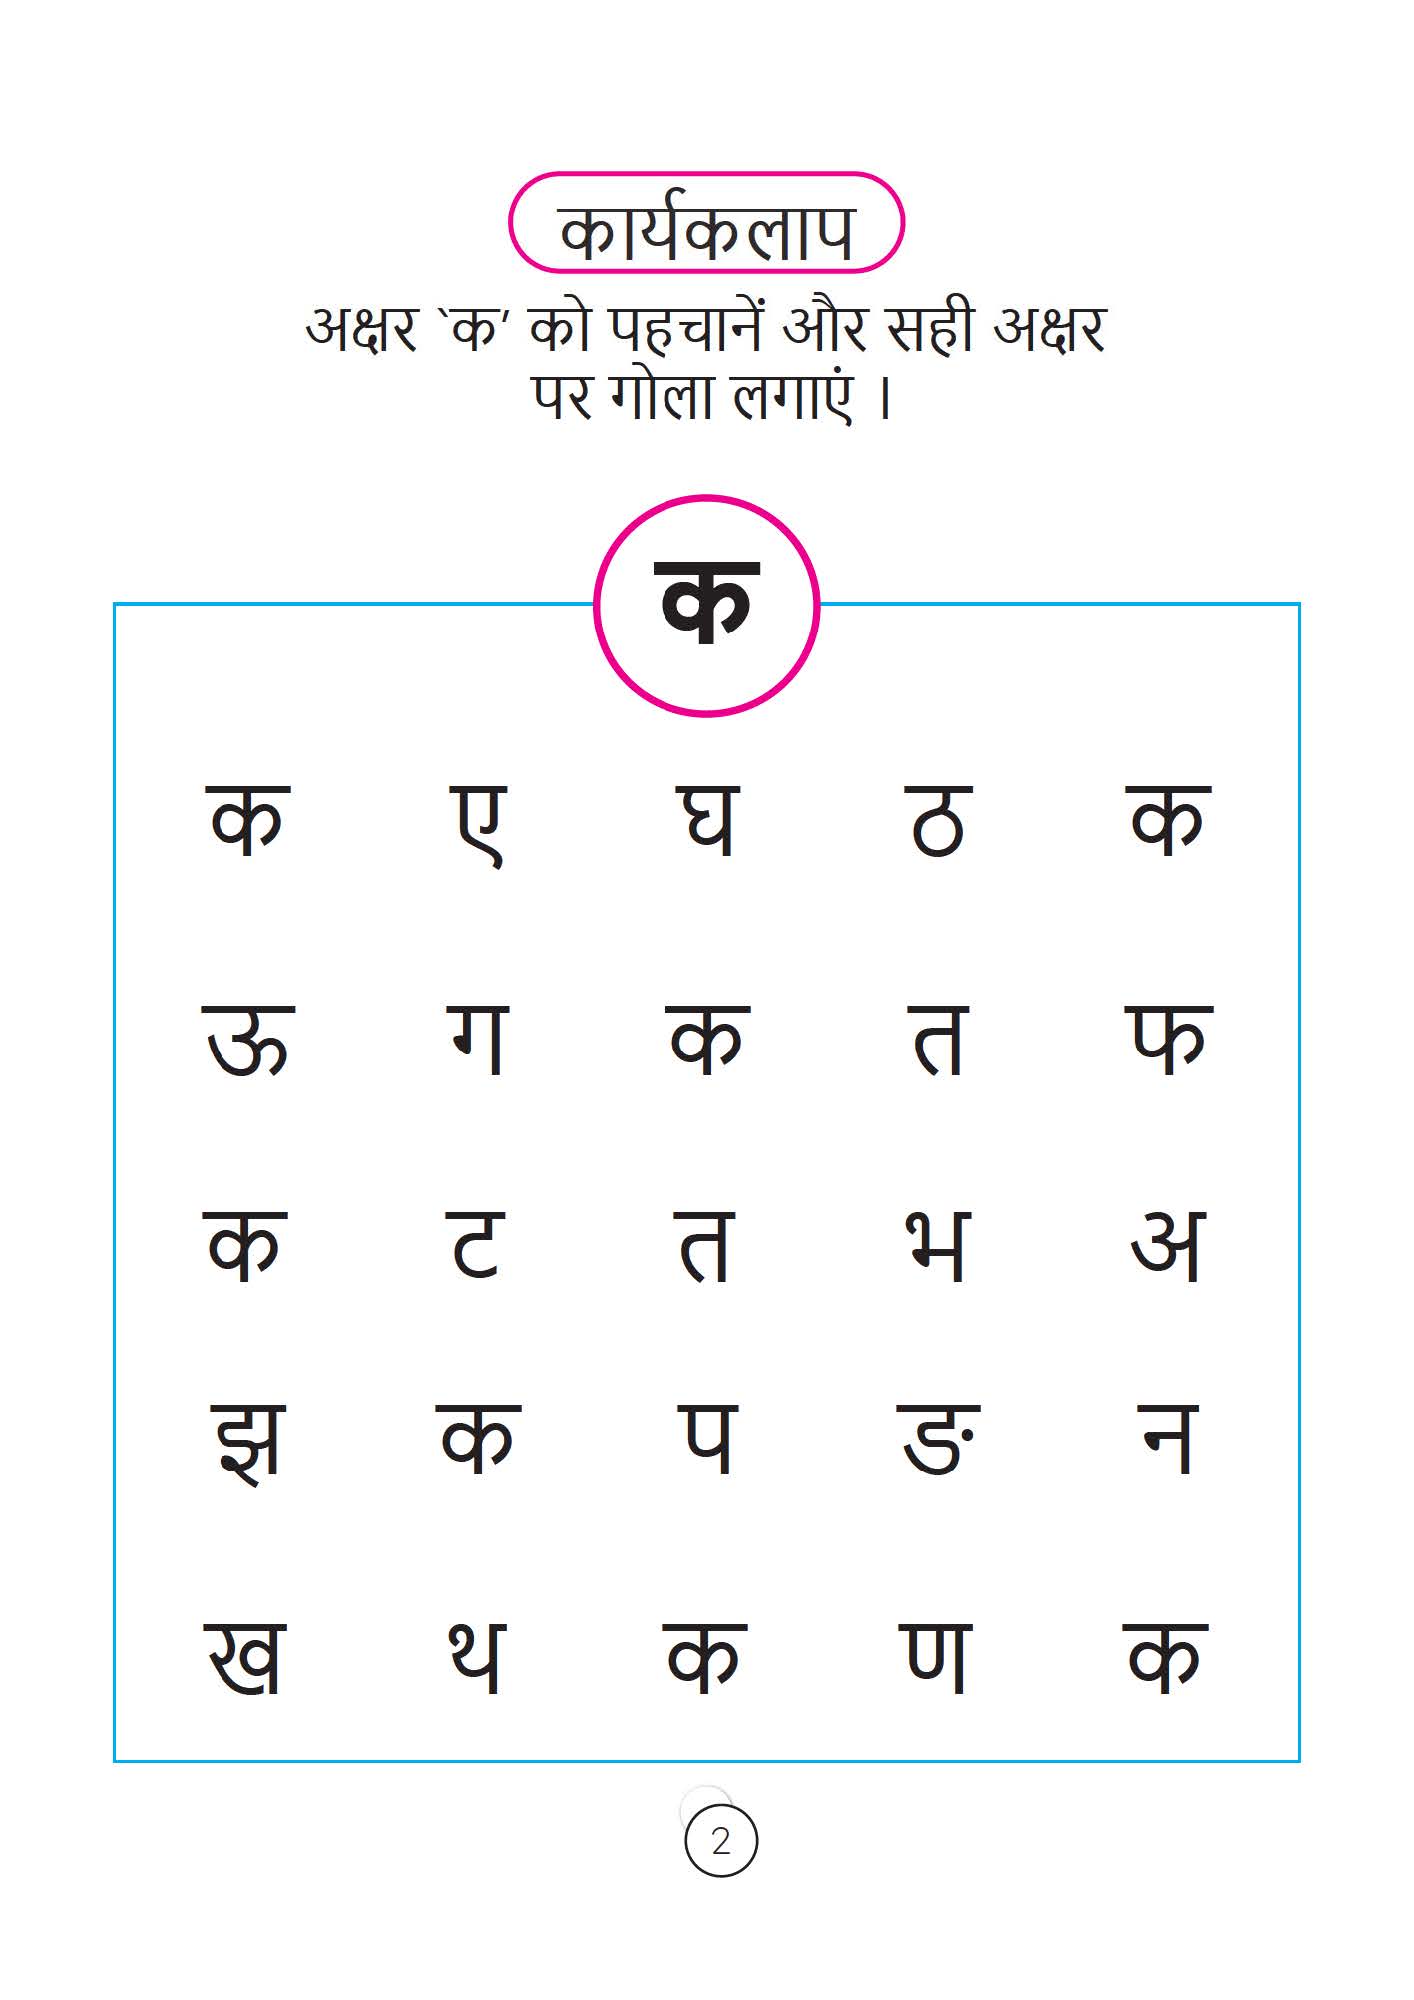 कार्यकलाप
अक्षर `क’ को पहचानें और सही अक्षर
पर गोला लगाएं ।
क
क ए घ ठ क
ऊ ग क त फ
क ट त भ अ
झ क प ङ न
ख थ क ण क
2